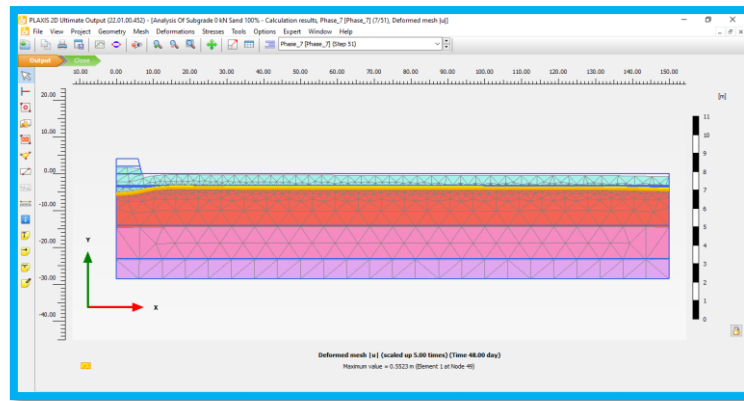 PLAXIS 2D Ultimate Output (22.01.00.452) - [Analysis Of Subgrade 0 kN Sand 100% - Calculation results, Phase_7 [Phase_7] (7/51), Deformed mesh |u|]
File View Project Geometry Mesh Deformations Stresses Tools Options Expert Window Help
Phase_7 [Phase_7] (Step 51)
Output Close
10.00 0.00 10.00 20.00 30.00 40.00 50.00 60.00 70.00 80.00 90.00 100.00 110.00 120.00 130.00 140.00 150.00
20.00
[m]
11
10.00
10
9
0.00
8
7
-10.00
6
5
-20.00
Y
4
3
-30.00
2
X
1
-40.00
0
Deformed mesh |u| (scaled up 5.00 times) (Time 48.00 day)
Maximum value = 0.5523 m (Element 1 at Node 49)